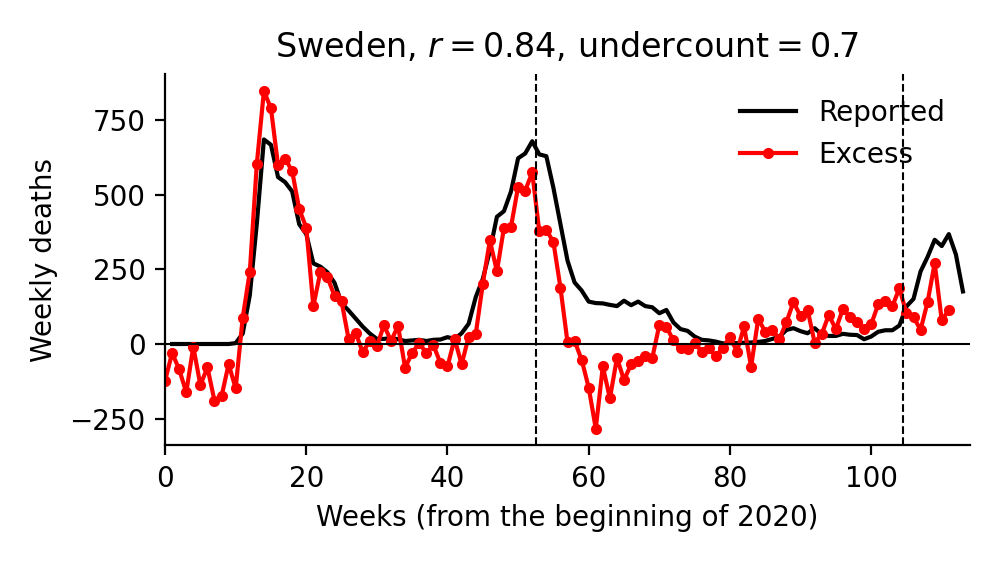 Sweden, r = 0.84, undercount = 0.7
Reported
Excess
Weekly deaths
750
500
250
0
−250
0 20 40 60 80 100
Weeks (from the beginning of 2020)